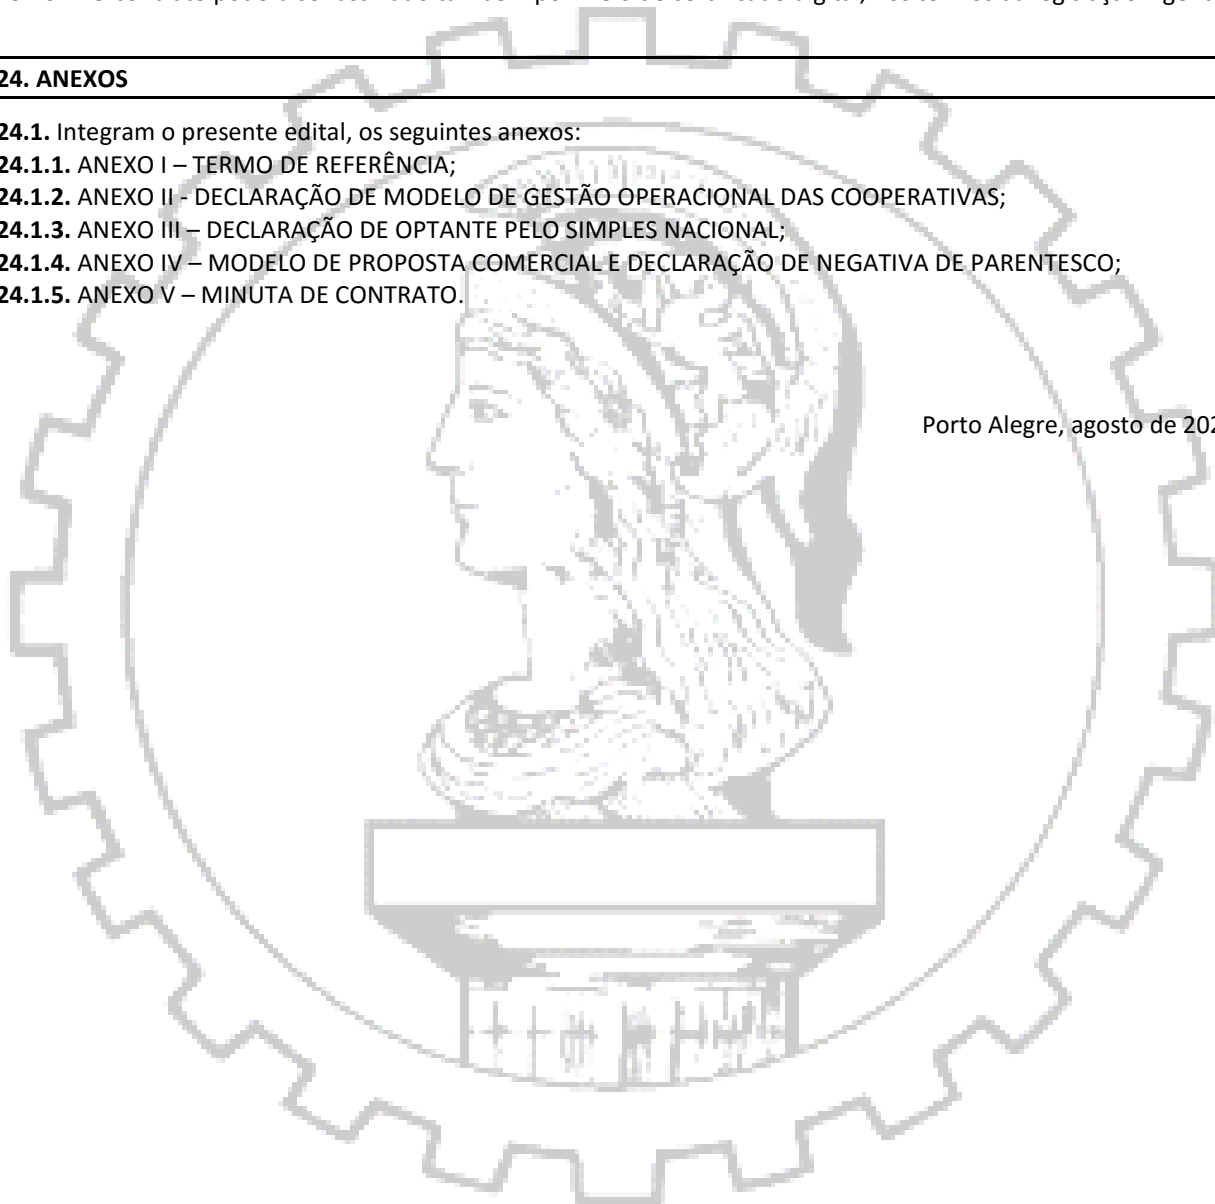 24. ANEXOS
24.1. Integram o presente edital, os seguintes anexos:
24.1.1. ANEXO I – TERMO DE REFERÊNCIA;
24.1.2. ANEXO II - DECLARAÇÃO DE MODELO DE GESTÃO OPERACIONAL DAS COOPERATIVAS;
24.1.3. ANEXO III – DECLARAÇÃO DE OPTANTE PELO SIMPLES NACIONAL;
24.1.4. ANEXO IV – MODELO DE PROPOSTA COMERCIAL E DECLARAÇÃO DE NEGATIVA DE PARENTESCO;
24.1.5. ANEXO V – MINUTA DE CONTRATO.
Porto Alegre, agosto de 202